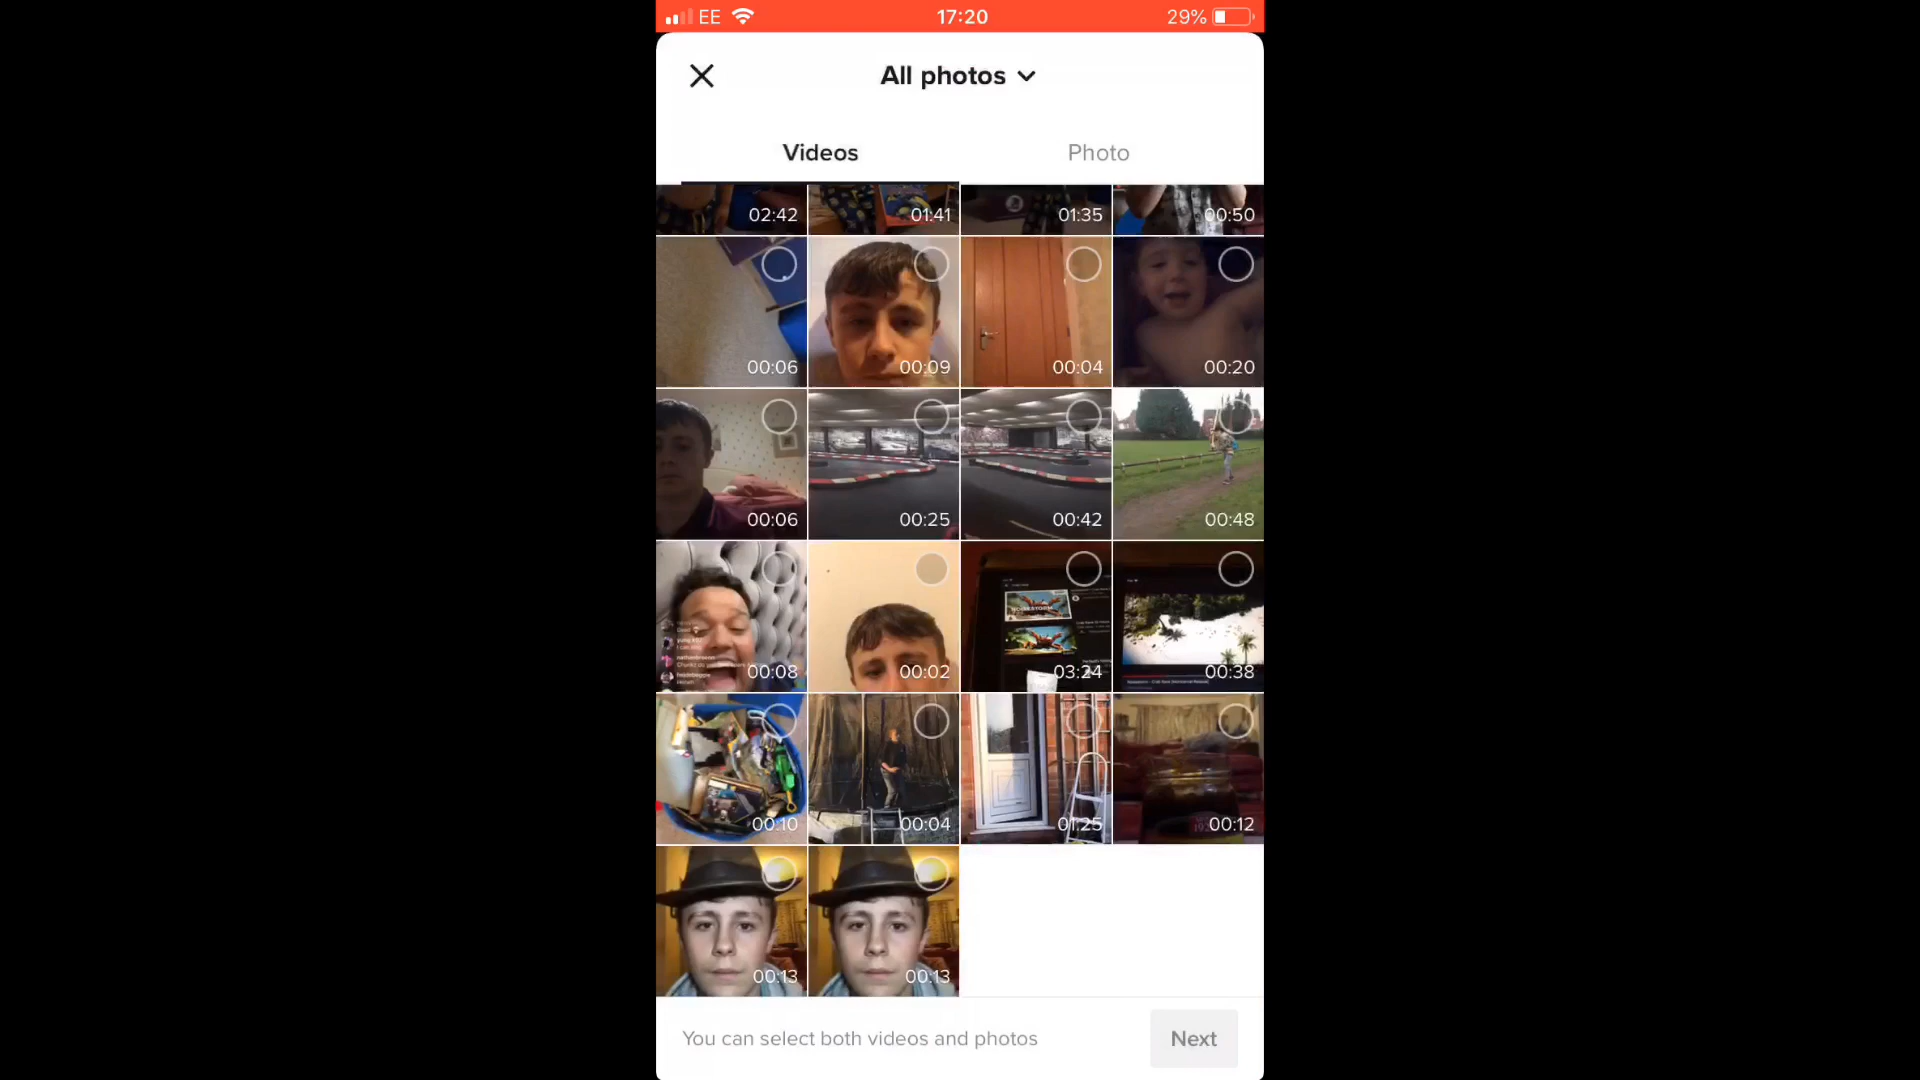 EE 17:20 29%
All photos
Videos Photo
02:42 01:41 01:35 00:50
00:06 00:09 00:04 00:20
00:06 00:25 00:42 00:48
00:08 00:02 03:24 00:38
00:10 00:04 01:25 00:12
00:13 00:13
You can select both videos and photos
Next